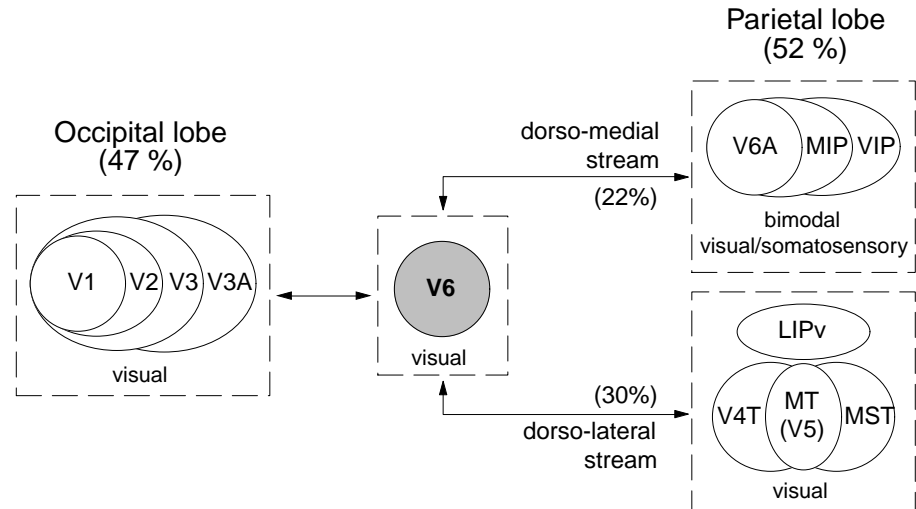 Parietal lobe
(52 %)
Occipital lobe
(47 %)
V1 V2 V3 V3A
visual
V6
visual
dorso-medial
stream
(22%)
V6A MIP VIP
bimodal
visual/somatosensory
(30%)
dorso-lateral
stream
LIPv
V4T MT MST
(V5)
visual